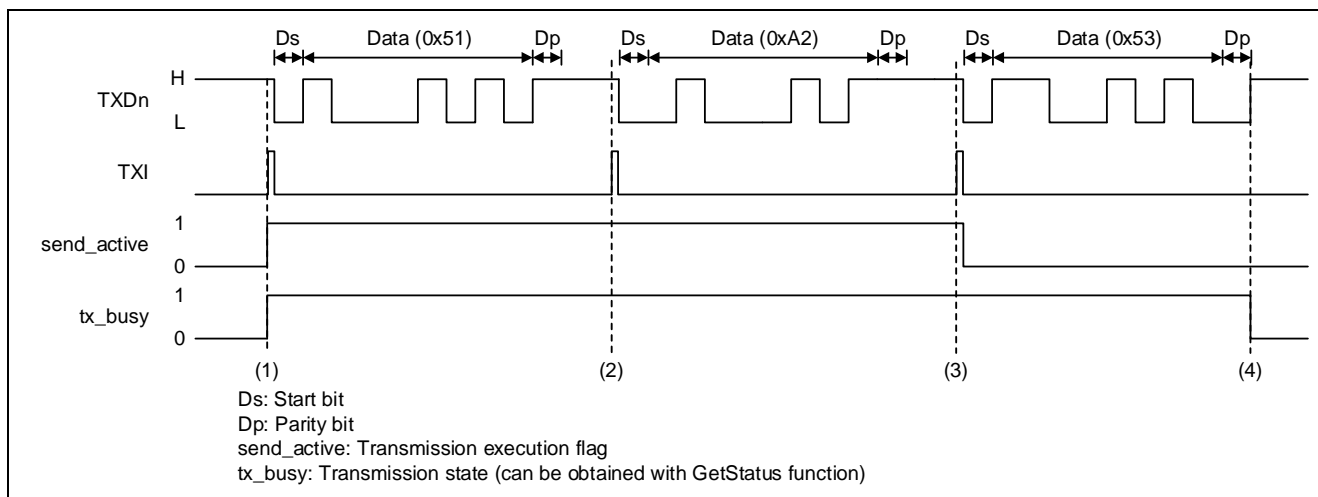 Ds Data (0x51) Dp Ds Data (0xA2) Dp Ds Data (0x53) Dp
H
TXDn
L
TXI
1
send_active
0
1
tx_busy
0
(1) (2) (3) (4)
Ds: Start bit
Dp: Parity bit
send_active: Transmission execution flag
tx_busy: Transmission state (can be obtained with GetStatus function)